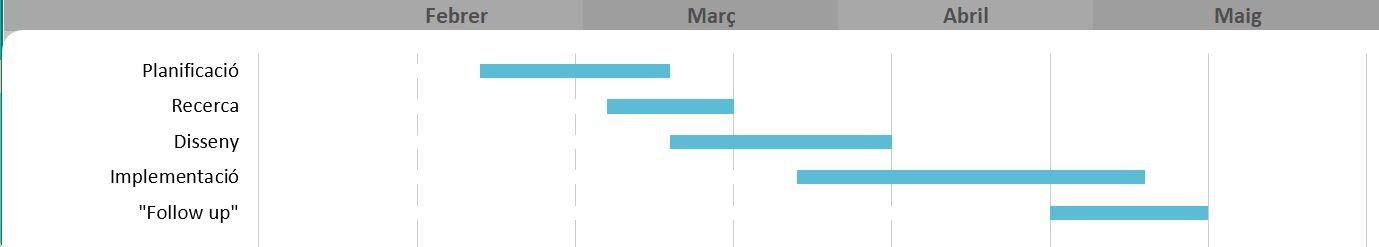 Febrer Març Abril Maig
Planificació
Recerca
Disseny
Implementació
"Follow up"